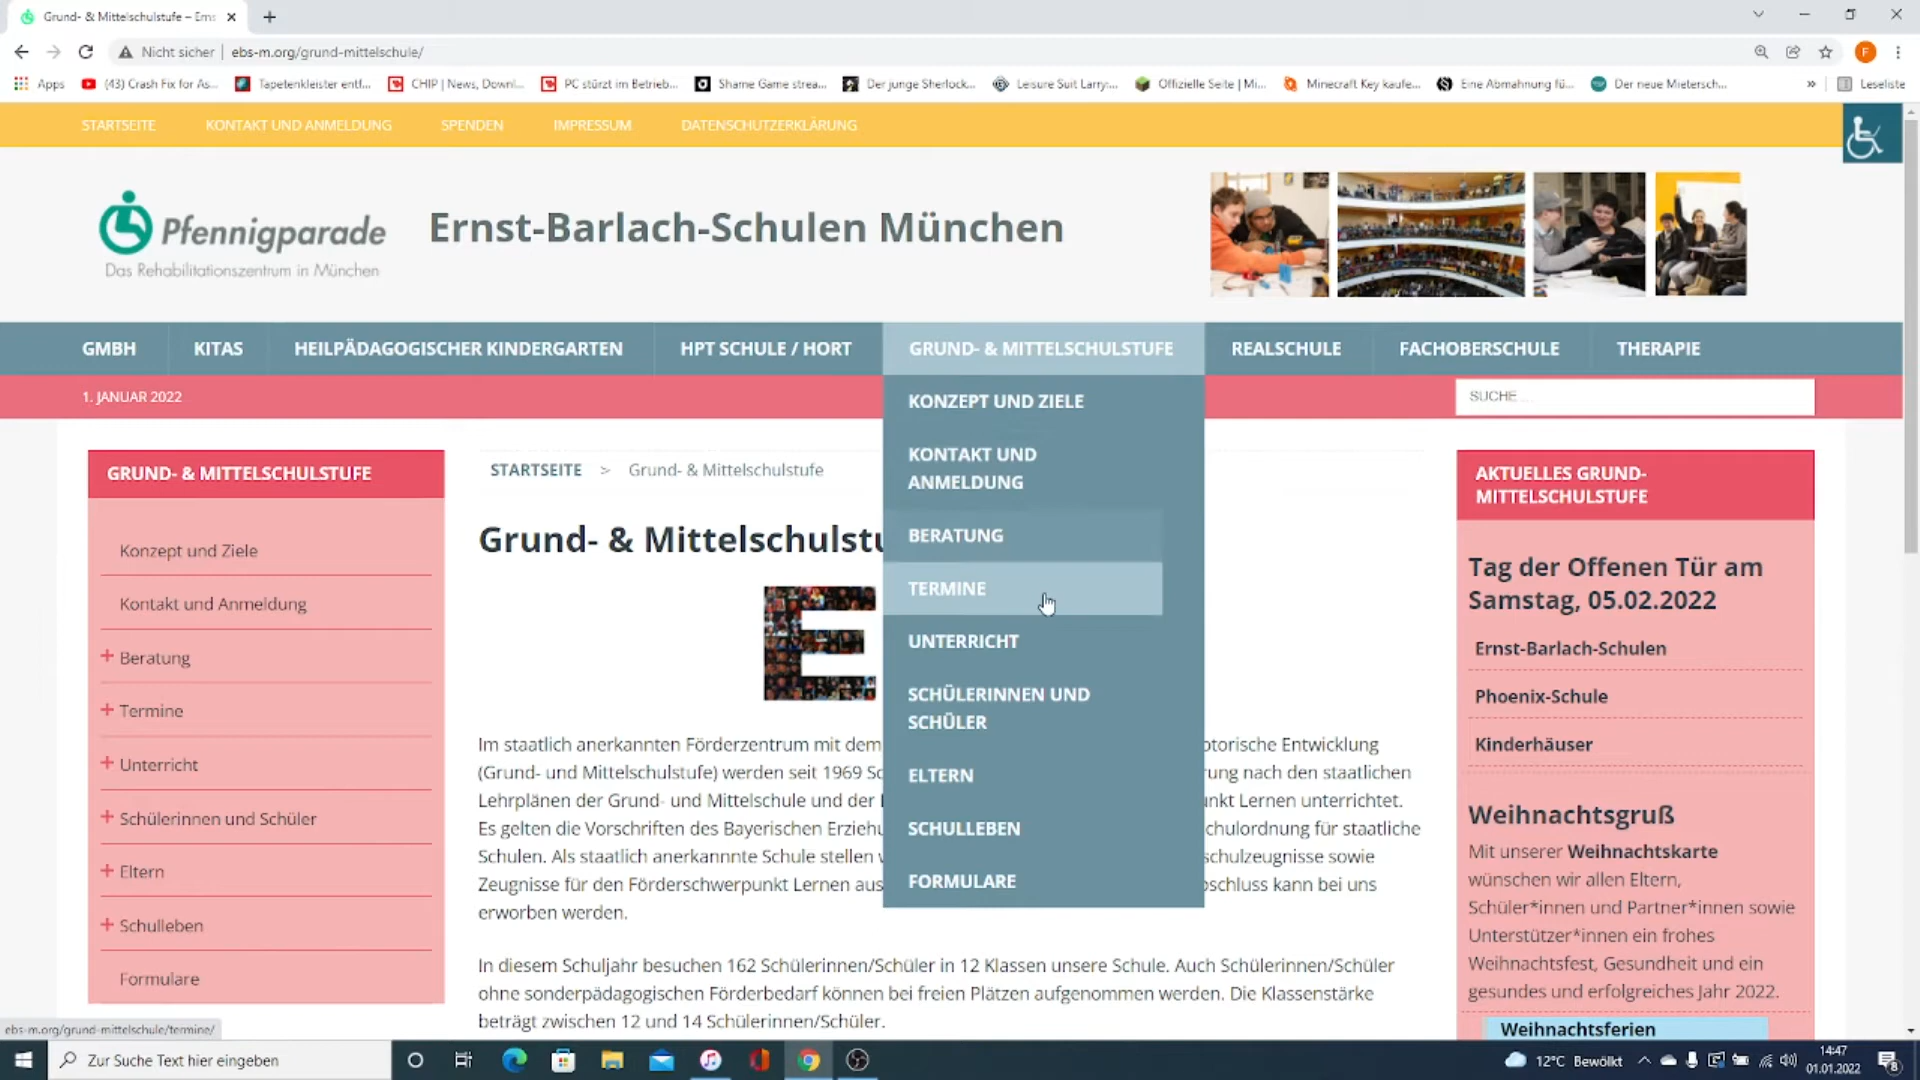 Grund- & Mittelschulstufe – Erns
Nicht sicher | ebs-m.org/grund-mittelschule/
F
Apps
(43) Crash Fix for As...
Tapetenkleister entf...
CHIP | News, Downl...
PC stürzt im Betrieb...
Shame Game strea...
Der junge Sherlock...
Leisure Suit Larry:...
Offizielle Seite | Mi...
Minecraft Key kaufe...
Eine Abmahnung fü...
Der neue Mietersch...
»
Leseliste
STARTSEITE
KONTAKT UND ANMELDUNG
SPENDEN
IMPRESSUM
DATENSCHUTZERKLÄRUNG
Pfennigparade
Das Rehabilitationszentrum in München
Ernst-Barlach-Schulen München
GMBH
KITAS
HEILPÄDAGOGISCHER KINDERGARTEN
HPT SCHULE / HORT
GRUND- & MITTELSCHULSTUFE
REALSCHULE
FACHOBERSCHULE
THERAPIE
1. JANUAR 2022
SUCHE ...
KONZEPT UND ZIELE
KONTAKT UND
ANMELDUNG
BERATUNG
TERMINE
UNTERRICHT
SCHÜLERINNEN UND
SCHÜLER
ELTERN
SCHULLEBEN
FORMULARE
GRUND- & MITTELSCHULSTUFE
Konzept und Ziele
Kontakt und Anmeldung
+ Beratung
+ Termine
+ Unterricht
+ Schülerinnen und Schüler
+ Eltern
+ Schulleben
Formulare
STARTSEITE > Grund- & Mittelschulstufe
Grund- & Mittelschulstu
E
Im staatlich anerkannten Förderzentrum mit dem otorische Entwicklung
(Grund- und Mittelschulstufe) werden seit 1969 Sc rung nach den staatlichen
Lehrplänen der Grund- und Mittelschule und der unkt Lernen unterrichtet.
Es gelten die Vorschriften des Bayerischen Erziehu schulordnung für staatliche
Schulen. Als staatlich anerkannnte Schule stellen schulzeugnisse sowie
Zeugnisse für den Förderschwerpunkt Lernen aus oschluss kann bei uns
erworben werden.
In diesem Schuljahr besuchen 162 Schülerinnen/Schüler in 12 Klassen unsere Schule. Auch Schülerinnen/Schüler
ohne sonderpädagogischen Förderbedarf können bei freien Plätzen aufgenommen werden. Die Klassenstärke
beträgt zwischen 12 und 14 Schülerinnen/Schüler.
AKTUELLES GRUND-
MITTELSCHULSTUFE
Tag der Offenen Tür am
Samstag, 05.02.2022
Ernst-Barlach-Schulen
Phoenix-Schule
Kinderhäuser
Weihnachtsgruß
Mit unserer Weihnachtskarte
wünschen wir allen Eltern,
Schüler*innen und Partner*innen sowie
Unterstützer*innen ein frohes
Weihnachtsfest, Gesundheit und ein
gesundes und erfolgreiches Jahr 2022.
Weihnachtsferien
ebs-m.org/grund-mittelschule/termine/
Zur Suche Text hier eingeben
12°C Bewölkt
14:47
01.01.2022
8